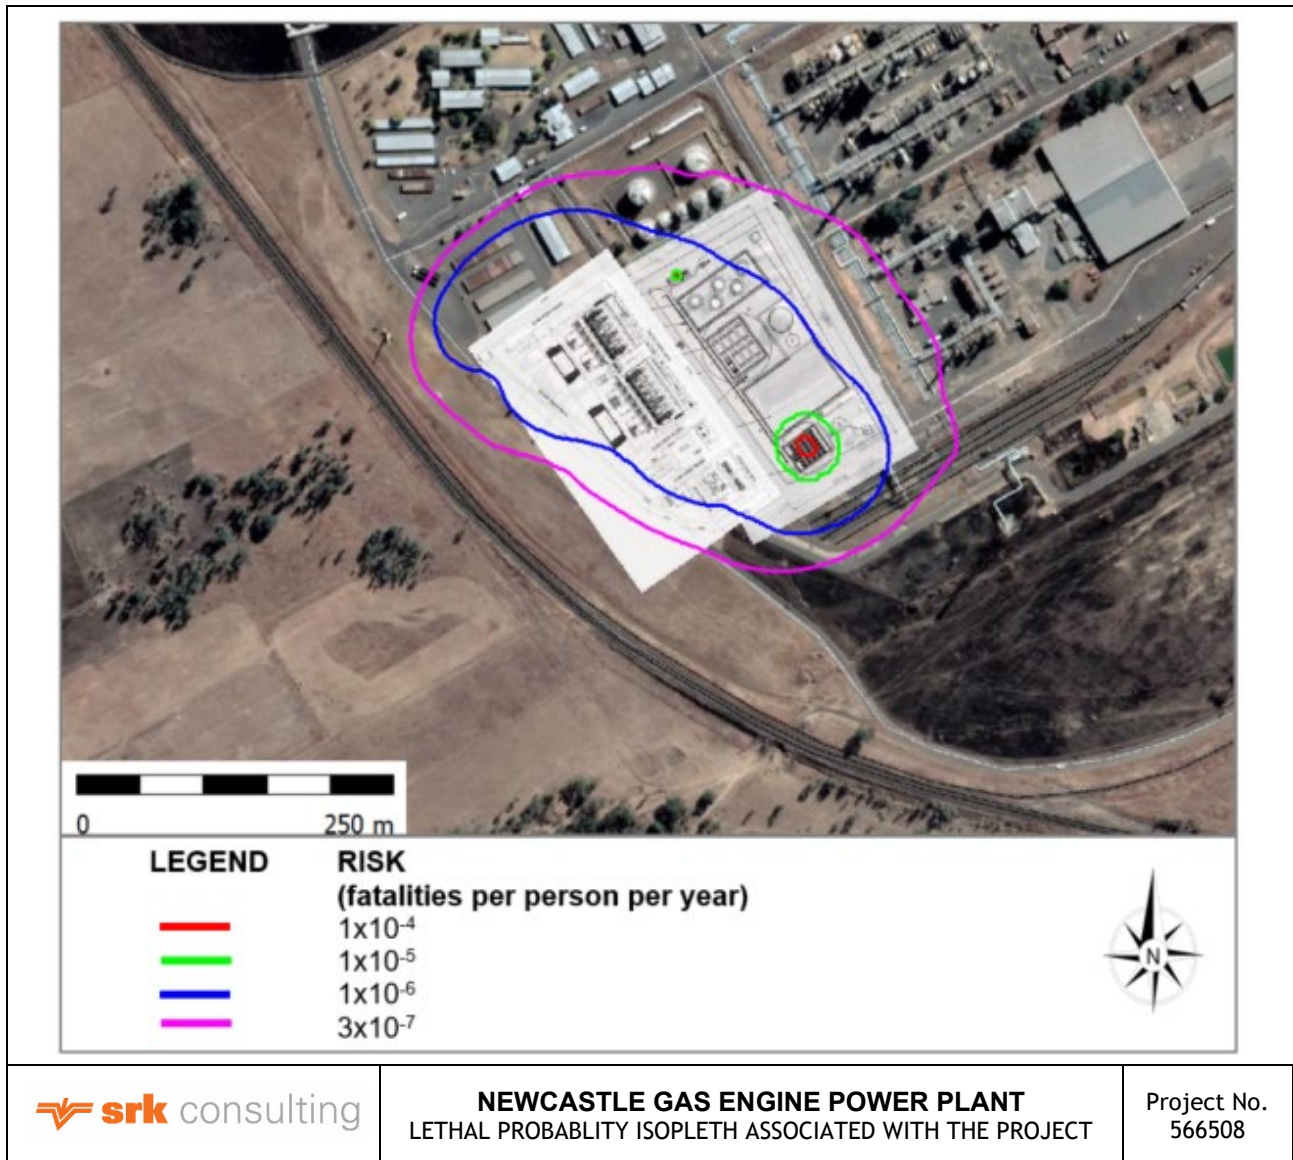 0 250 m
LEGEND RISK
(fatalities per person per year)
1x10-4
1x10-5
1x10-6
3x10-7
N
srk consulting
NEWCASTLE GAS ENGINE POWER PLANT
LETHAL PROBABLITY ISOPLETH ASSOCIATED WITH THE PROJECT
Project No.
566508